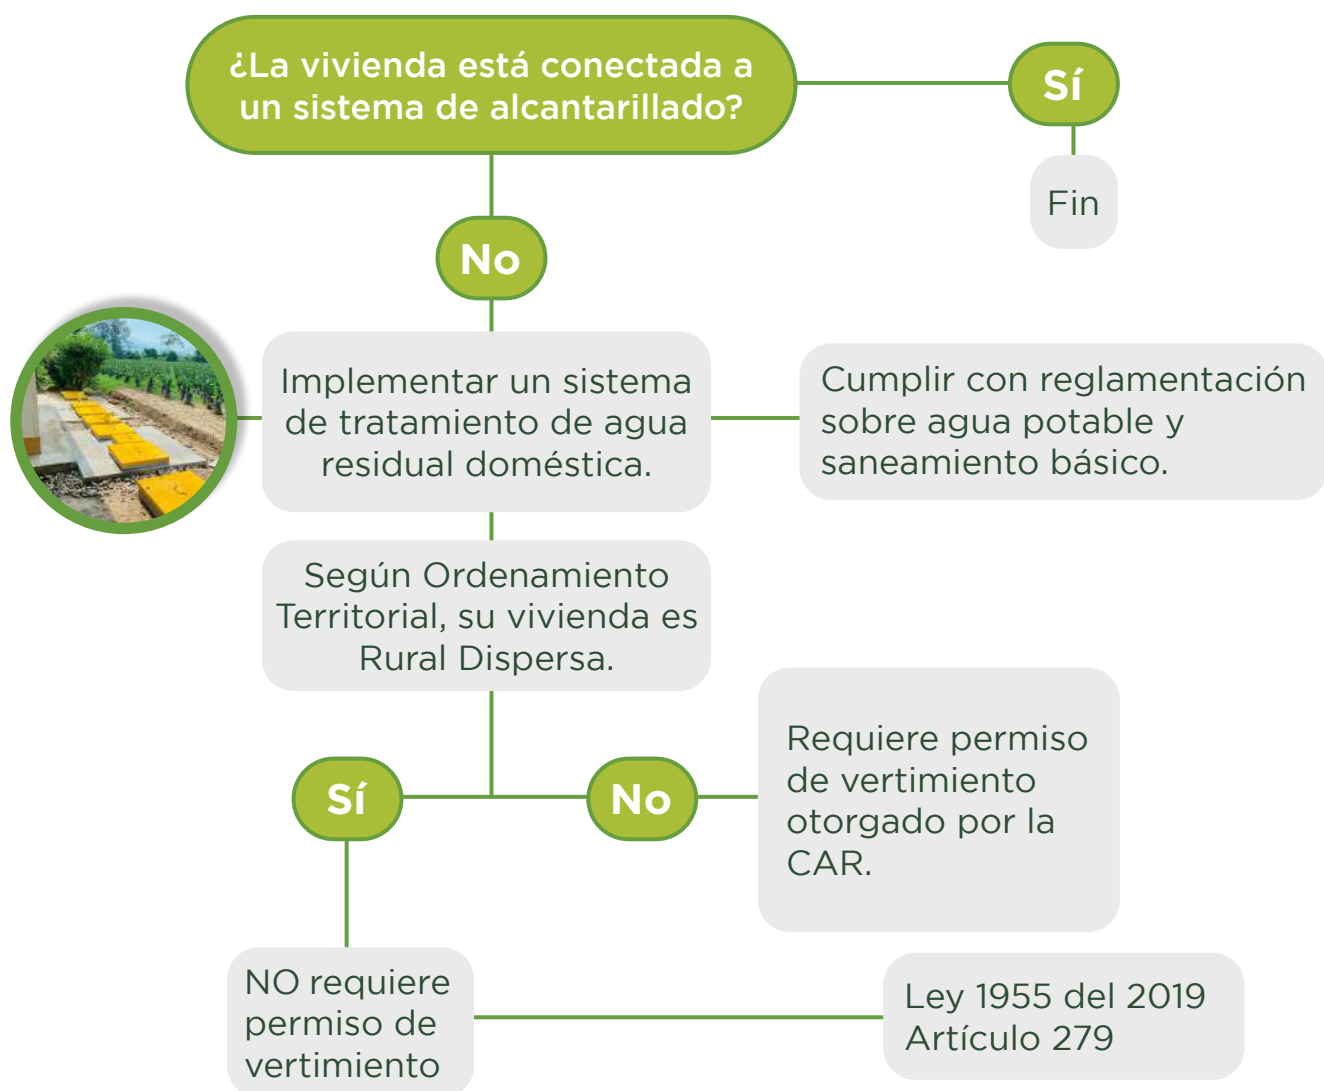 ¿La vivienda está conectada a
un sistema de alcantarillado?
Sí
Fin
No
Implementar un sistema
de tratamiento de agua
residual doméstica.
Cumplir con reglamentación
sobre agua potable y
saneamiento básico.
Según Ordenamiento
Territorial, su vivienda es
Rural Dispersa.
Sí
No
Requiere permiso
de vertimiento
otorgado por la
CAR.
NO requiere
permiso de
vertimiento
Ley 1955 del 2019
Artículo 279